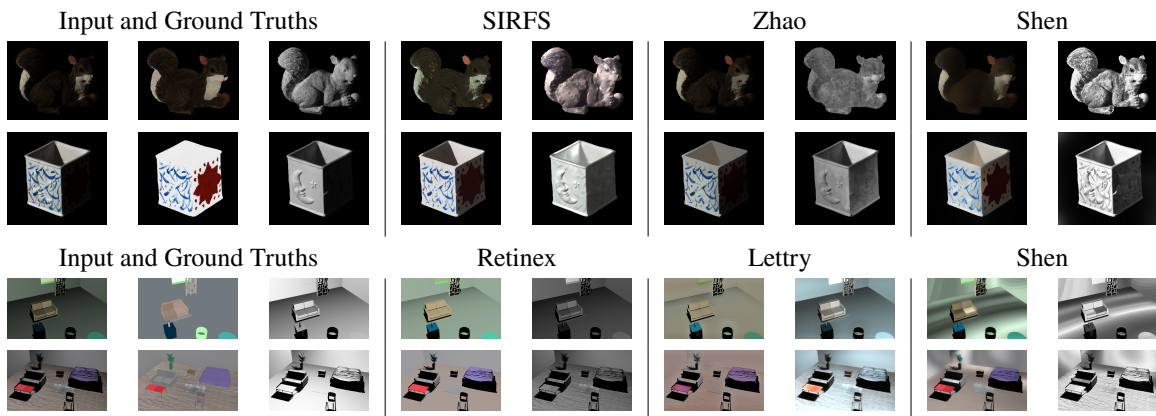 Input and Ground Truths SIRFS Zhao Shen
Input and Ground Truths Retinex Lettry Shen